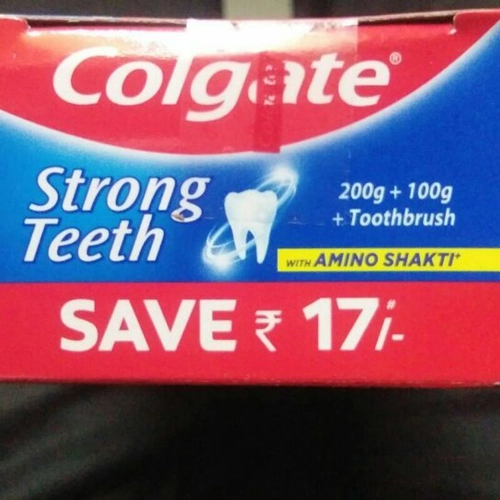 Colgate®
Strong
Teeth
200g + 100g
+ Toothbrush
WITH AMINO SHAKTI⁺
SAVE ₹ 17#/-